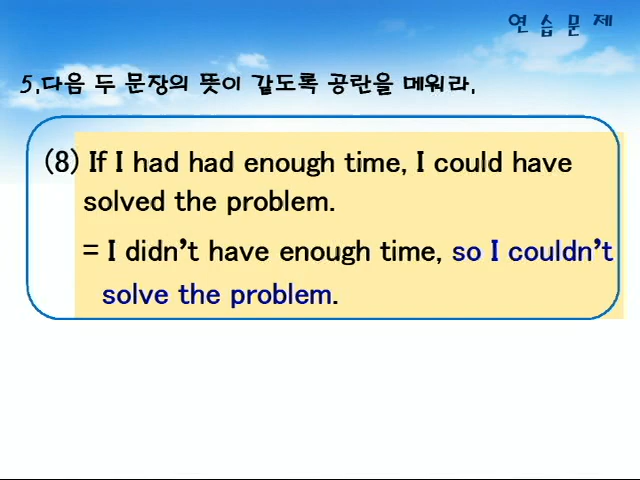 연 습 문 제
5.다음 두 문장의 뜻이 같도록 공란을 메워라.
(8) If I had had enough time, I could have
solved the problem.
= I didn’t have enough time, so I couldn’t
solve the problem.